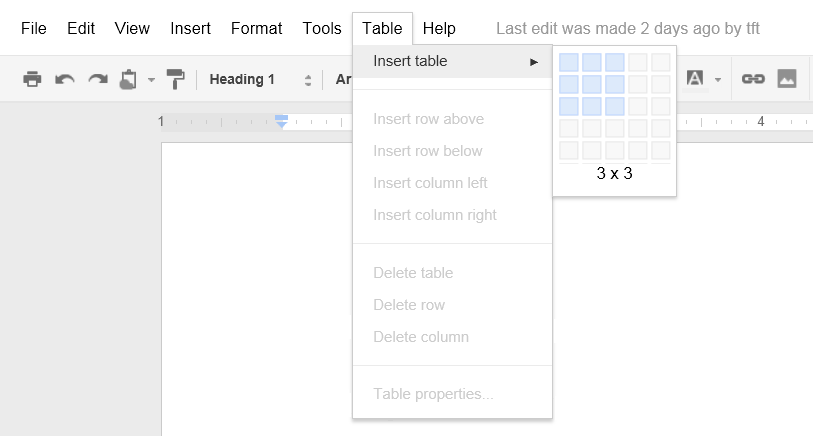 File Edit View Insert Format Tools Table Help Last edit was made 2 days ago by tft
Heading 1 Ar
Insert table
1 4
Insert row above
Insert row below
Insert column left
Insert column right
3 x 3
Delete table
Delete row
Delete column
Table properties...